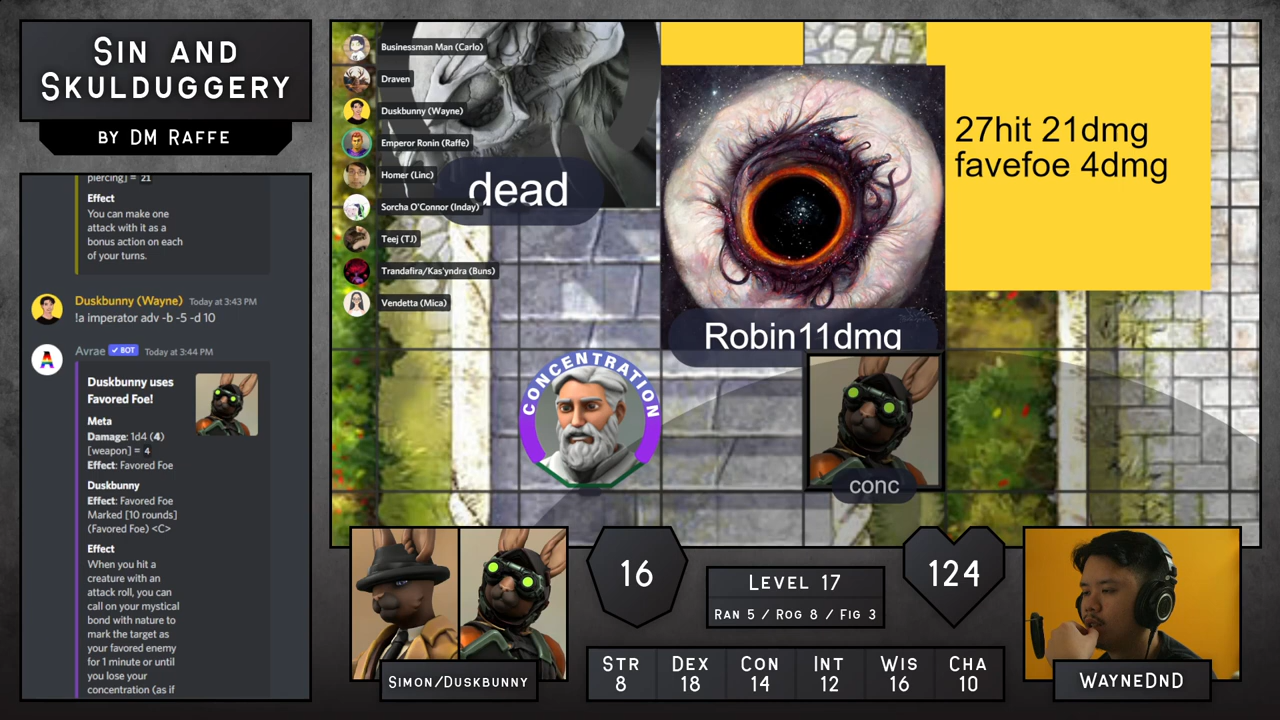 Sin and
Skulduggery
by DM Raffe
piercing] = 21
Effect
You can make one
attack with it as a
bonus action on each
of your turns.
Duskbunny (Wayne) Today at 3:43 PM
!a imperator adv -b -5 -d 10
Avrae ✓ BOT Today at 3:44 PM
Duskbunny uses
Favored Foe!
Meta
Damage: 1d4 (4)
[weapon] = 4
Effect: Favored Foe
Duskbunny
Effect: Favored Foe
Marked [10 rounds]
(Favored Foe) <C>
Effect
When you hit a
creature with an
attack roll, you can
call on your mystical
bond with nature to
mark the target as
your favored enemy
for 1 minute or until
you lose your
concentration (as if
Businessman Man (Carlo)
Draven
Duskbunny (Wayne)
Emperor Ronin (Raffe)
Homer (Linc)
Sorcha O'Connor (Inday)
Teej (TJ)
Trandafira/Kas'yndra (Buns)
Vendetta (Mica)
dead
27hit 21dmg
favefoe 4dmg
Robin11dmg
CONCENTRATION
conc
Simon/Duskbunny
16
Level 17
Ran 5 / Rog 8 / Fig 3
124
Str Dex Con Int Wis Cha
8 18 14 12 16 10
WayneDnD